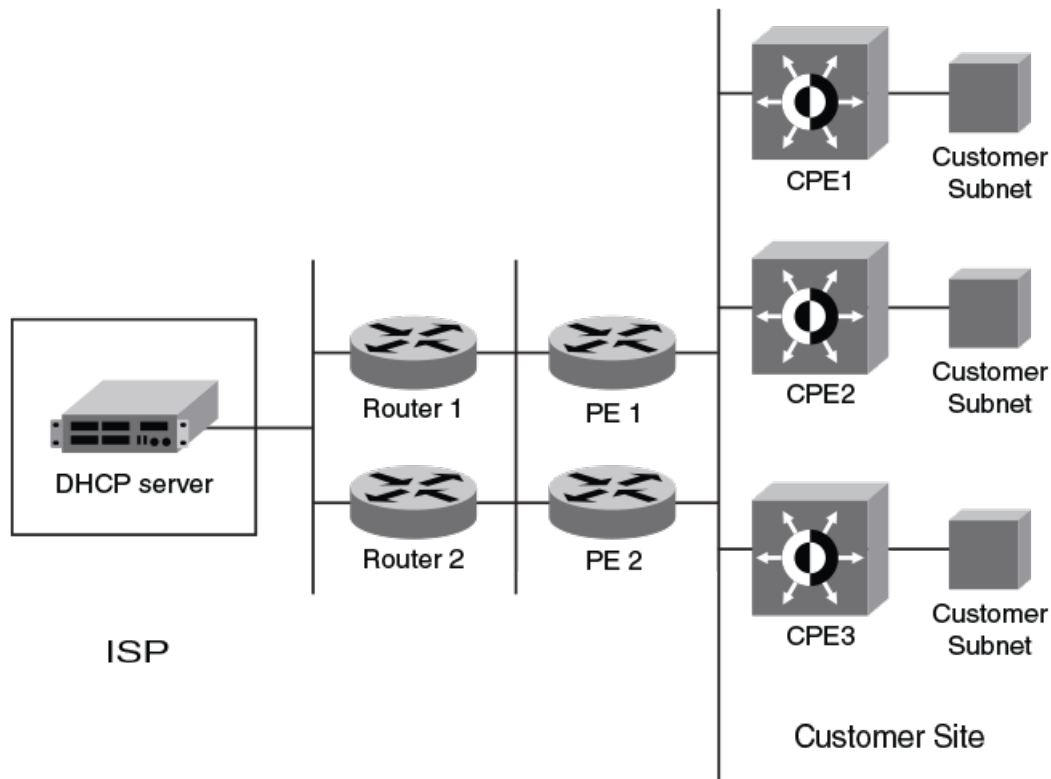 CPE1
Customer
Subnet
CPE2
Customer
Subnet
Router 1
PE 1
DHCP server
Router 2
PE 2
CPE3
Customer
Subnet
ISP
Customer Site